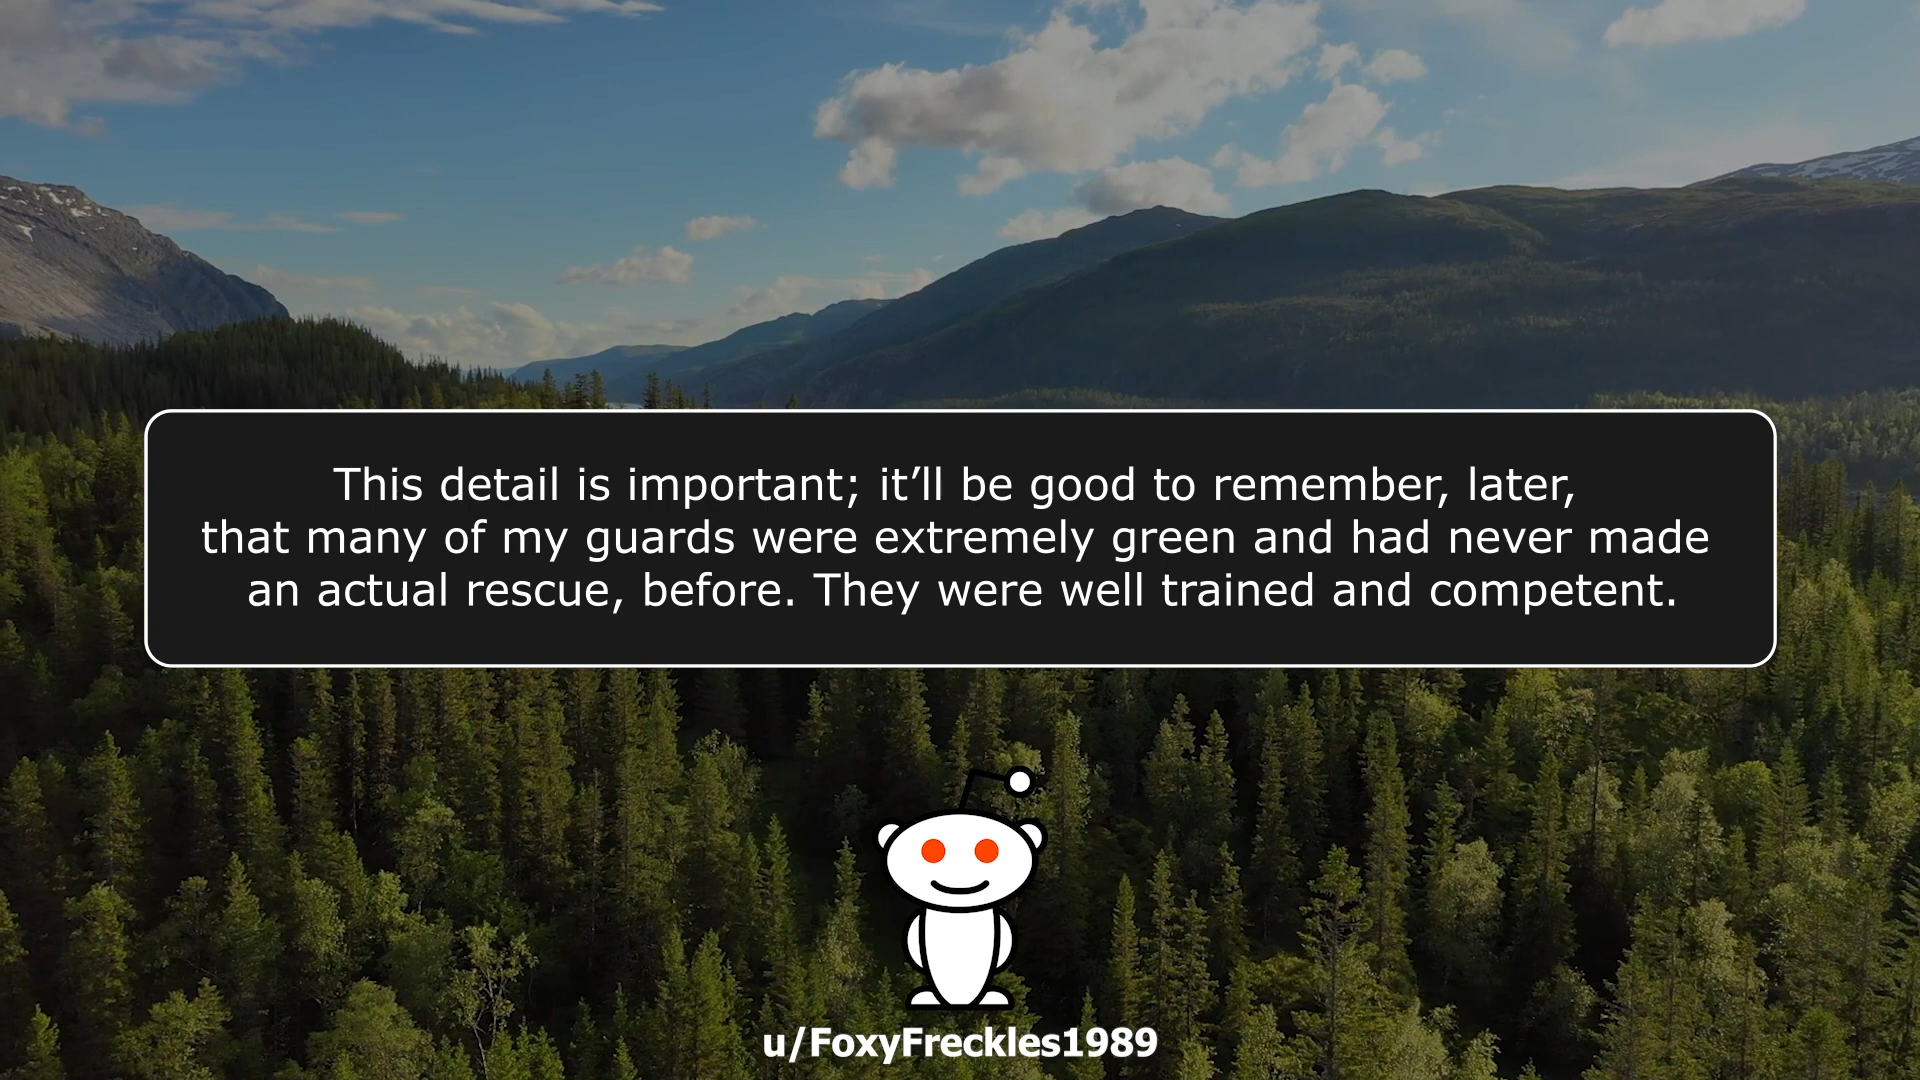 This detail is important; it’ll be good to remember, later,
that many of my guards were extremely green and had never made
an actual rescue, before. They were well trained and competent.
u/FoxyFreckles1989